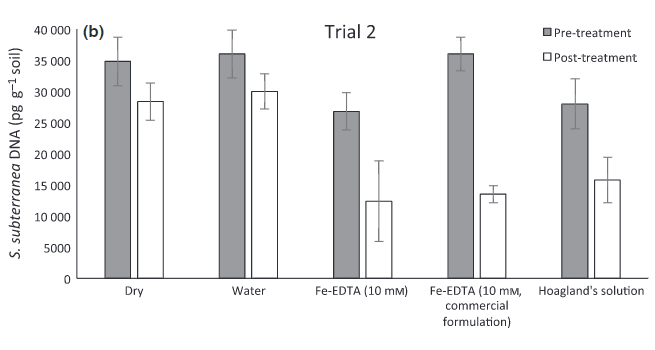 (b)
Trial 2
Pre-treatment
Post-treatment
S. subterranea DNA (pg g⁻¹ soil)
40 000
35 000
30 000
25 000
20 000
15 000
10 000
5000
0
Dry
Water
Fe-EDTA (10 mᴍ)
Fe-EDTA (10 mᴍ,
commercial
formulation)
Hoagland's solution